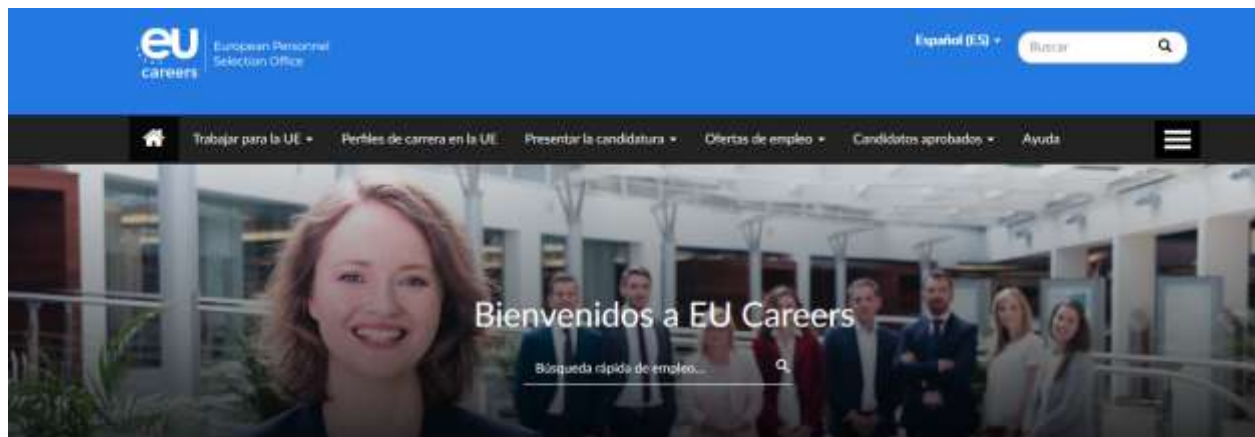 eu
careers
European Personnel
Selection Office
Español (ES)
Buscar
Trabajar para la UE
Perfiles de carrera en la UE
Presentar la candidatura
Ofertas de empleo
Candidatos aprobados
Ayuda
Bienvenidos a EU Careers
Búsqueda rápida de empleo...